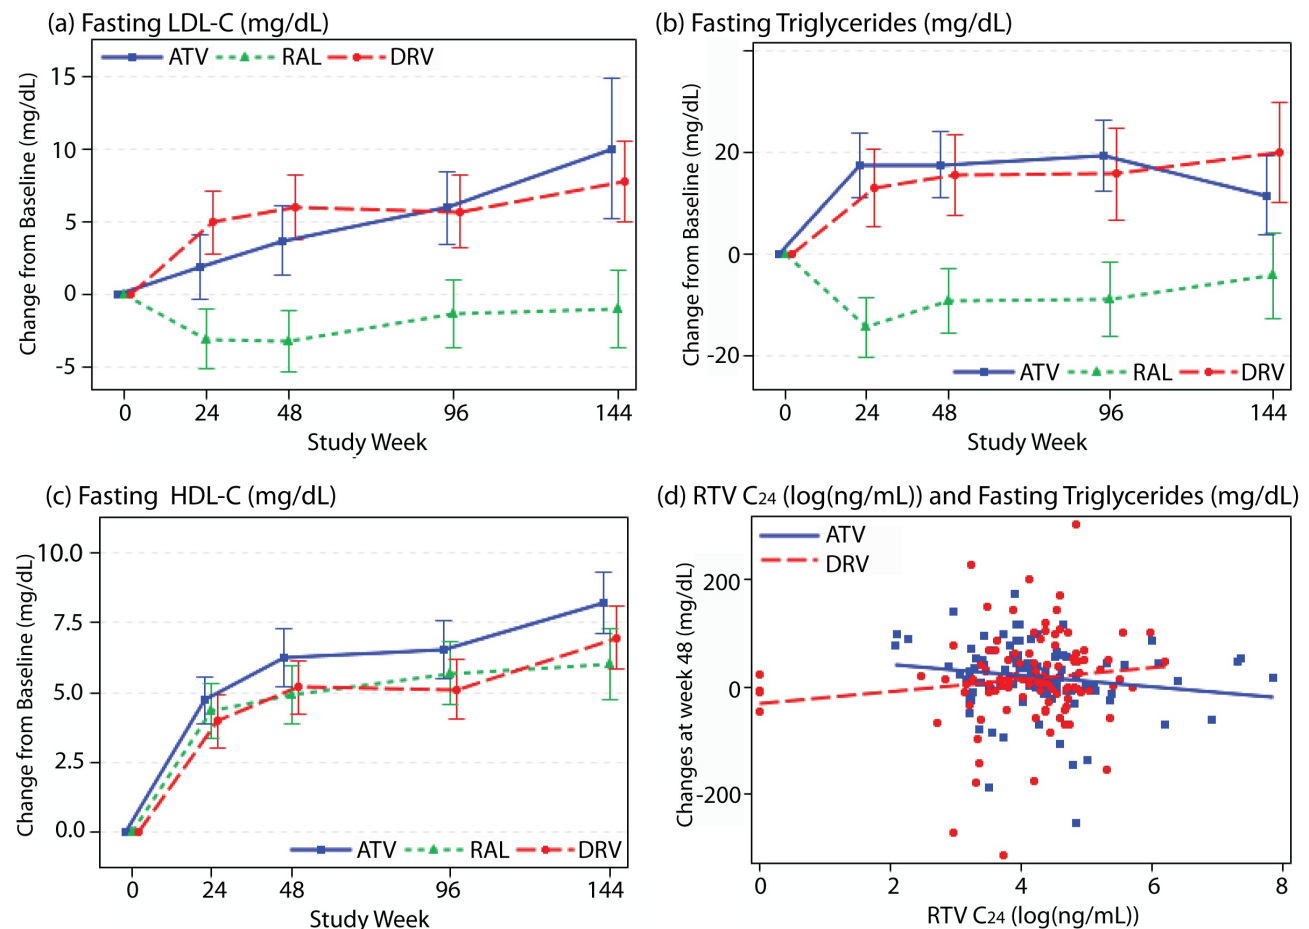 (a) Fasting LDL-C (mg/dL)
ATV RAL DRV
Change from Baseline (mg/dL)
15
10
5
0
-5
0 24 48 96 144
Study Week
(b) Fasting Triglycerides (mg/dL)
Change from Baseline (mg/dL)
20
0
-20
ATV RAL DRV
0 24 48 96 144
Study Week
(c) Fasting HDL-C (mg/dL)
Change from Baseline (mg/dL)
10.0
7.5
5.0
2.5
0.0
ATV RAL DRV
0 24 48 96 144
Study Week
(d) RTV C24 (log(ng/mL)) and Fasting Triglycerides (mg/dL)
ATV
DRV
Changes at week 48 (mg/dL)
200
0
-200
0 2 4 6 8
RTV C24 (log(ng/mL))